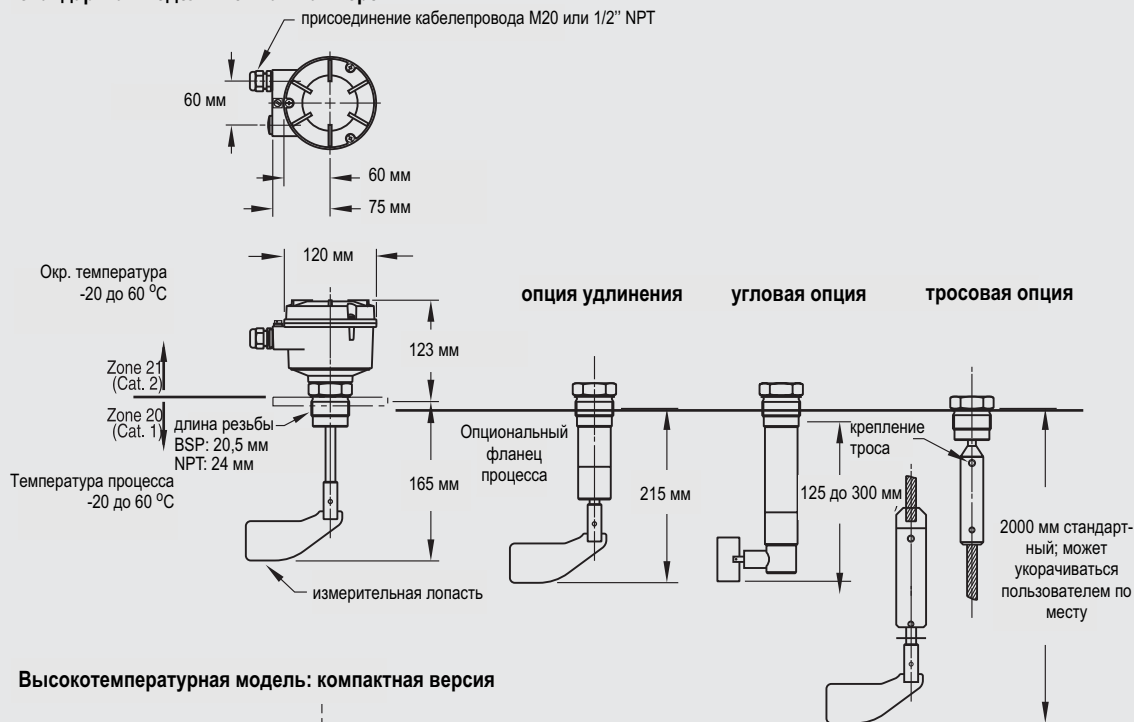 присоединение кабелепровода M20 или 1/2’’ NPT
60 мм
60 мм
75 мм
120 мм
Окр. температура
-20 до 60 ⁰C
опция удлинения
угловая опция
тросовая опция
123 мм
Zone 21
(Cat. 2)
Zone 20
(Cat. 1)
длина резьбы
BSP: 20,5 мм
NPT: 24 мм
Опциональный
фланец
процесса
крепление
троса
Температура процесса
-20 до 60 ⁰C
165 мм
215 мм
125 до 300 мм
2000 мм стандарт-
ный; может
укорачиваться
пользователем по
месту
измерительная лопасть
Высокотемпературная модель: компактная версия